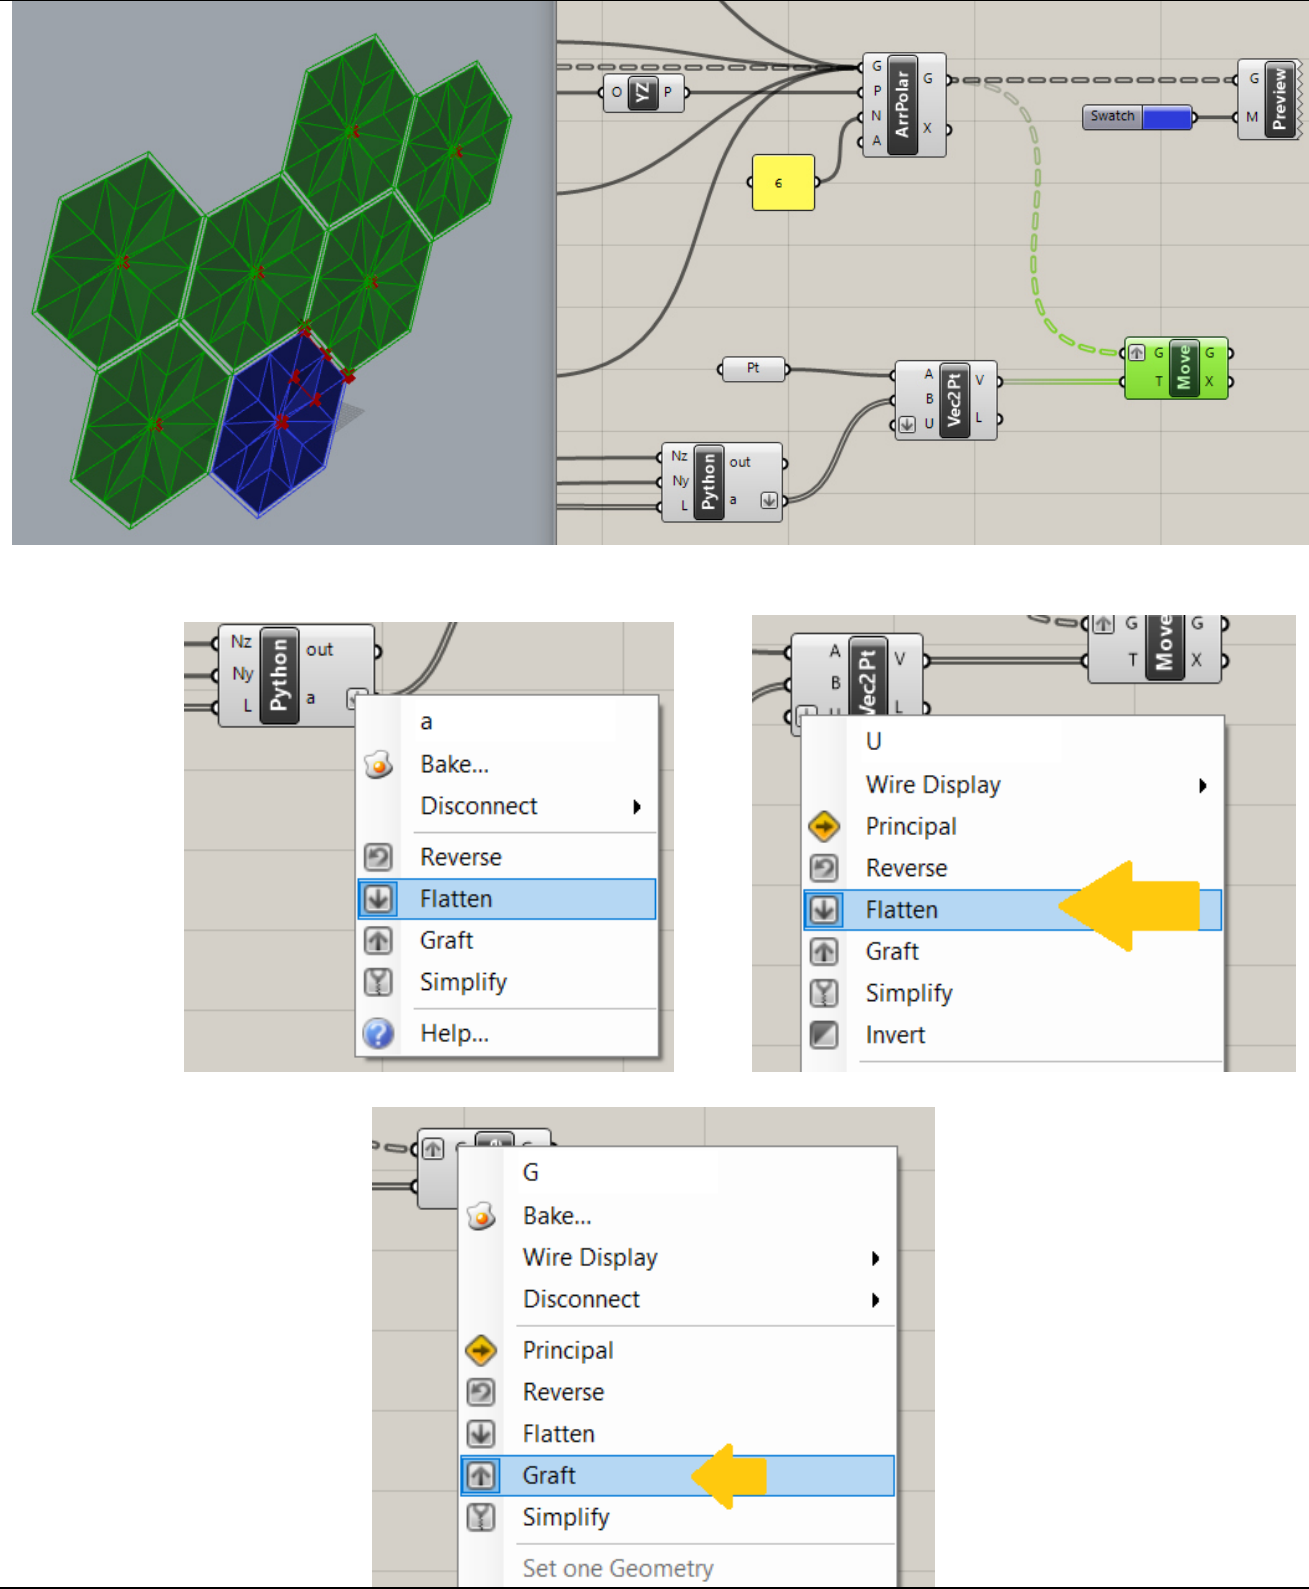 G
P
N
A
ArrPolar
G
X
O
YZ
P
6
Swatch
G
M
Preview
Pt
A
B
U
Vec2Pt
V
L
G
T
Move
G
X
Nz
Ny
L
Python
out
a
Nz
Ny
L
Python
out
a
a
Bake...
Disconnect
Reverse
Flatten
Graft
Simplify
Help...
A
B
Vec2Pt
V
L
G
T
Move
G
X
U
Wire Display
Principal
Reverse
Flatten
Graft
Simplify
Invert
G
Bake...
Wire Display
Disconnect
Principal
Reverse
Flatten
Graft
Simplify
Set one Geometry